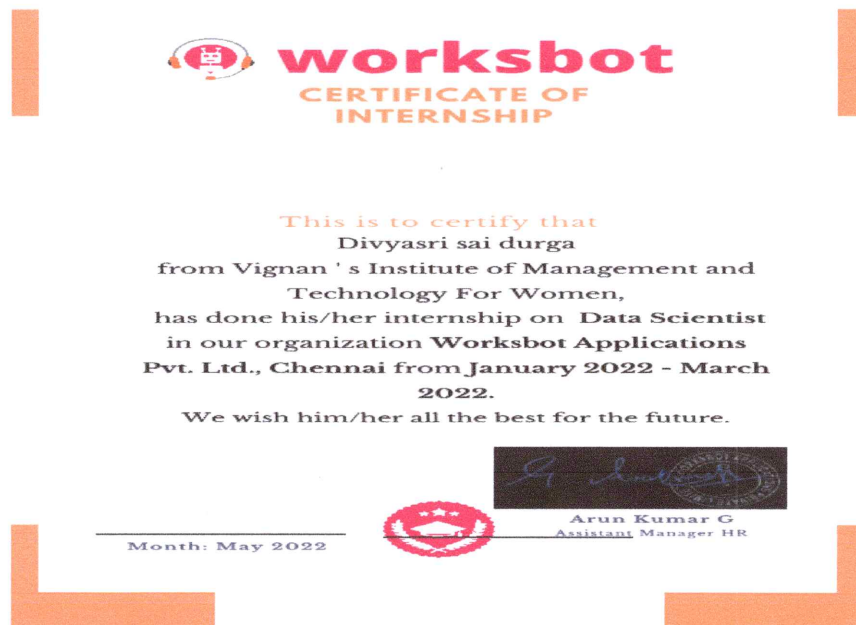 worksbot
CERTIFICATE OF
INTERNSHIP
This is to certify that
Divyasri sai durga
from Vignan ' s Institute of Management and
Technology For Women,
has done his/her internship on Data Scientist
in our organization Worksbot Applications
Pvt. Ltd., Chennai from January 2022 - March
2022.
We wish him/her all the best for the future.
Arun Kumar G
Assistant Manager HR
Month: May 2022